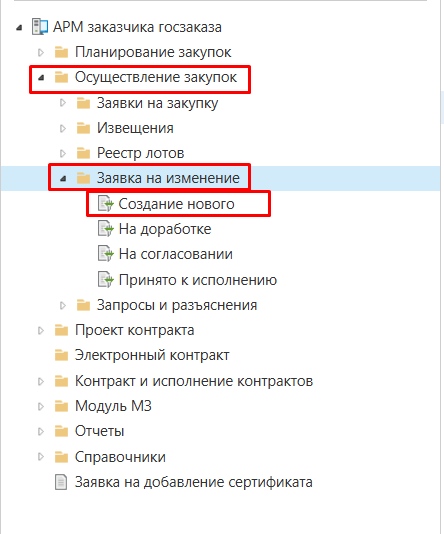 АРМ заказчика госзаказа
Планирование закупок
Осуществление закупок
Заявки на закупку
Извещения
Реестр лотов
Заявка на изменение
Создание нового
На доработке
На согласовании
Принято к исполнению
Запросы и разъяснения
Проект контракта
Электронный контракт
Контракт и исполнение контрактов
Модуль МЗ
Отчеты
Справочники
Заявка на добавление сертификата